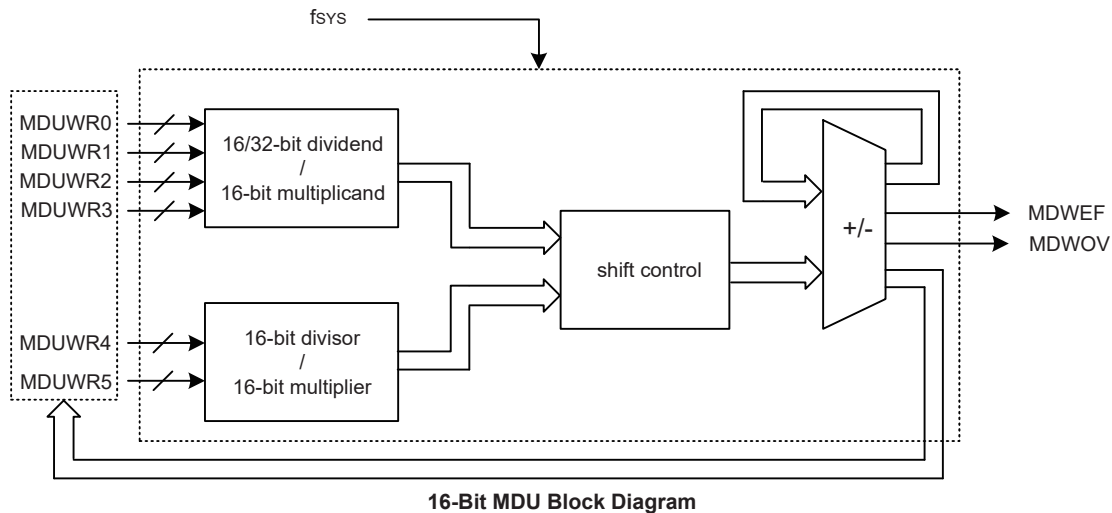 fSYS
MDUWR0
MDUWR1
MDUWR2
MDUWR3
16/32-bit dividend
/
16-bit multiplicand
shift control
+/-
MDWEF
MDWOV
MDUWR4
MDUWR5
16-bit divisor
/
16-bit multiplier
16-Bit MDU Block Diagram